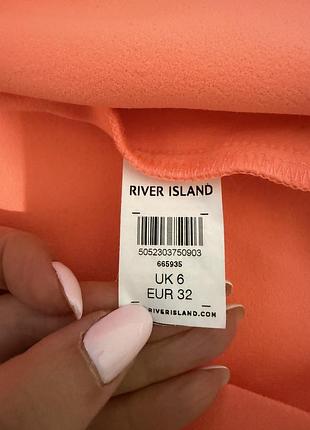 RIVER ISLAND
5052303750903
665935
UK 6
EUR 32
RIVERISLAND.COM